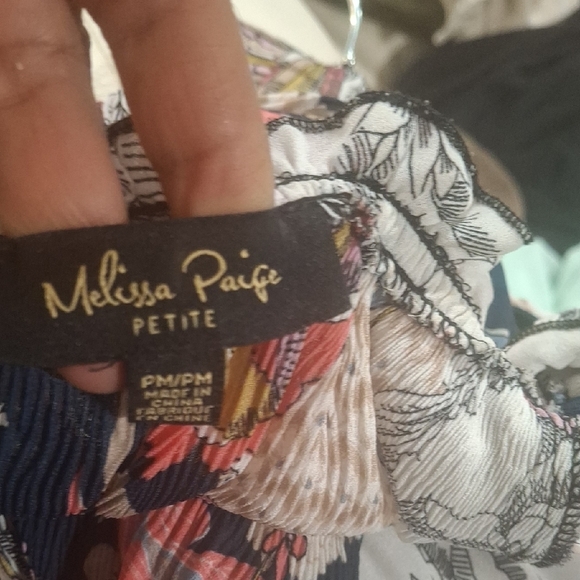 Melissa Paige
PETITE
PM/PM
MADE IN
CHINA
FABRIQUÉ
EN CHINE